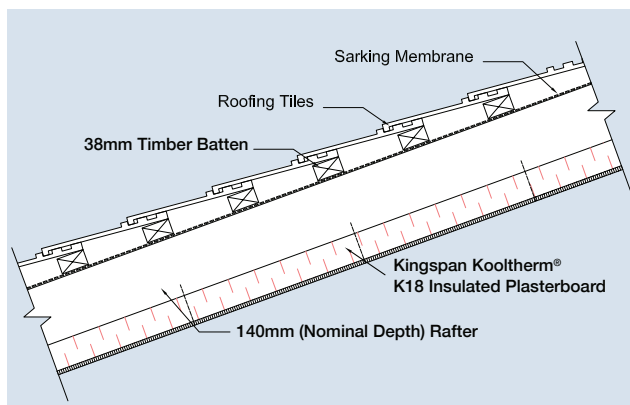 Sarking Membrane
Roofing Tiles
38mm Timber Batten
Kingspan Kooltherm®
K18 Insulated Plasterboard
140mm (Nominal Depth) Rafter